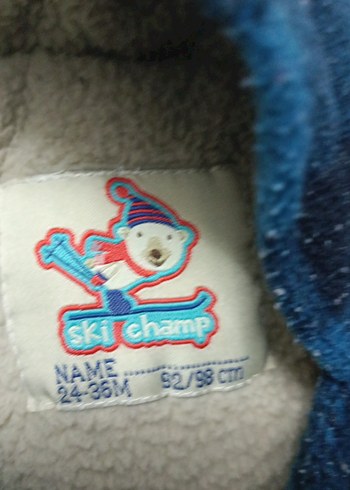 ski champ
NAME ....................
24-36M 92/98 cm